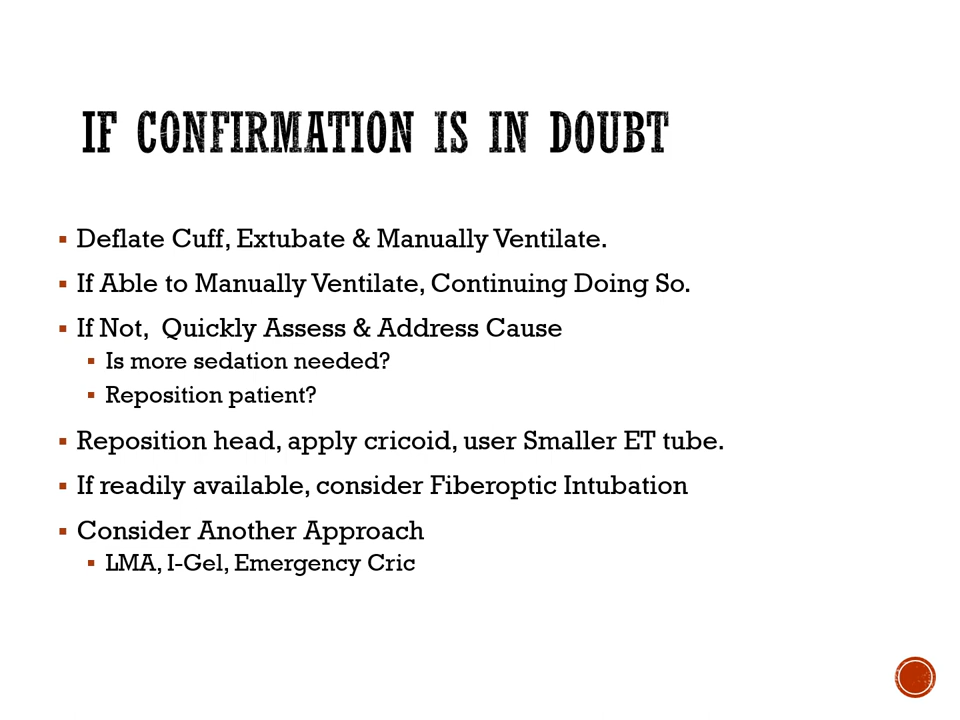 IF CONFIRMATION IS IN DOUBT
▪ Deflate Cuff, Extubate & Manually Ventilate.
▪ If Able to Manually Ventilate, Continuing Doing So.
▪ If Not,  Quickly Assess & Address Cause
▪ Is more sedation needed?
▪ Reposition patient?
▪ Reposition head, apply cricoid, user Smaller ET tube.
▪ If readily available, consider Fiberoptic Intubation
▪ Consider Another Approach
▪ LMA, I-Gel, Emergency Cric